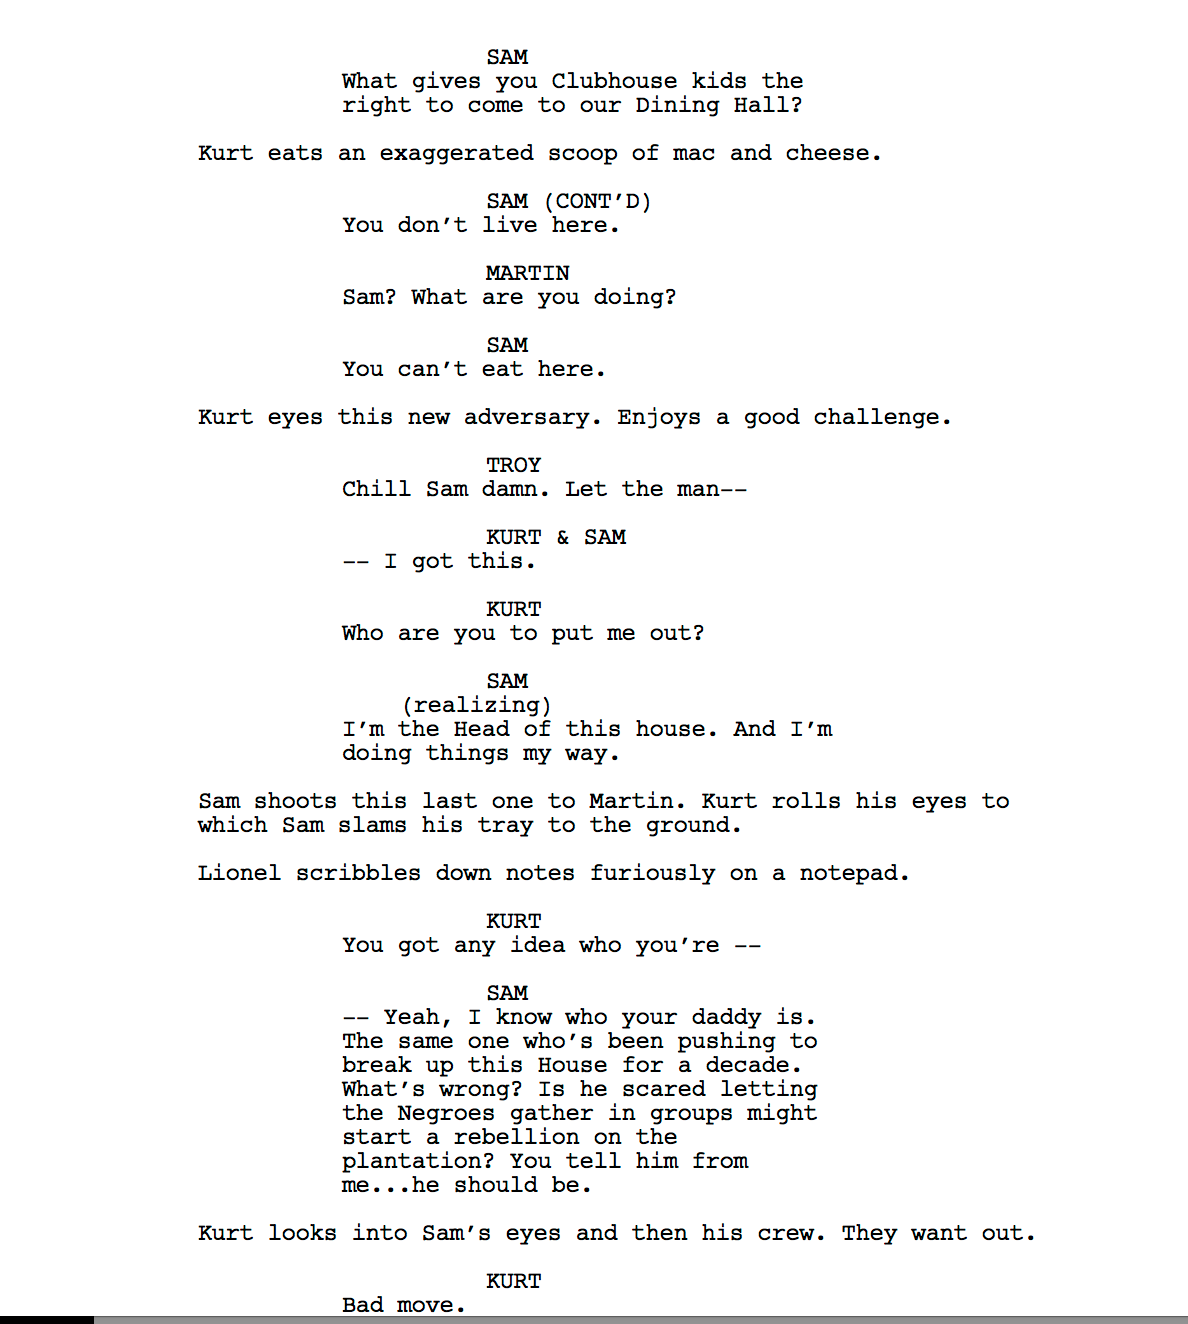 SAM
What gives you Clubhouse kids the
right to come to our Dining Hall?
Kurt eats an exaggerated scoop of mac and cheese.
SAM (CONT'D)
You don't live here.
MARTIN
Sam? What are you doing?
SAM
You can't eat here.
Kurt eyes this new adversary. Enjoys a good challenge.
TROY
Chill Sam damn. Let the man--
KURT & SAM
-- I got this.
KURT
Who are you to put me out?
SAM
(realizing)
I'm the Head of this house. And I'm
doing things my way.
Sam shoots this last one to Martin. Kurt rolls his eyes to
which Sam slams his tray to the ground.
Lionel scribbles down notes furiously on a notepad.
KURT
You got any idea who you're --
SAM
-- Yeah, I know who your daddy is.
The same one who's been pushing to
break up this House for a decade.
What's wrong? Is he scared letting
the Negroes gather in groups might
start a rebellion on the
plantation? You tell him from
me...he should be.
Kurt looks into Sam's eyes and then his crew. They want out.
KURT
Bad move.